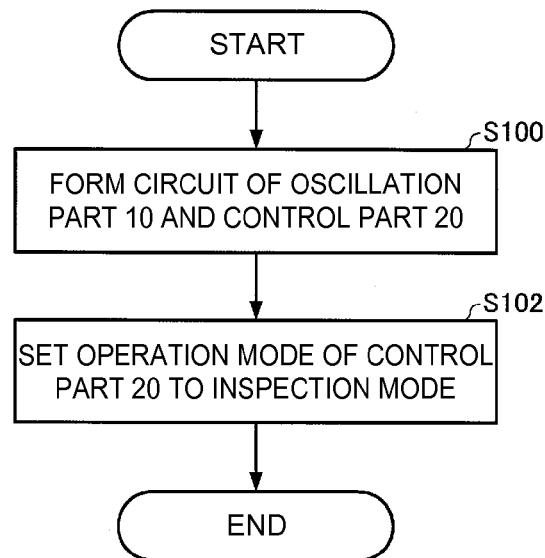 START
S100
FORM CIRCUIT OF OSCILLATION
PART 10 AND CONTROL PART 20
S102
SET OPERATION MODE OF CONTROL
PART 20 TO INSPECTION MODE
END